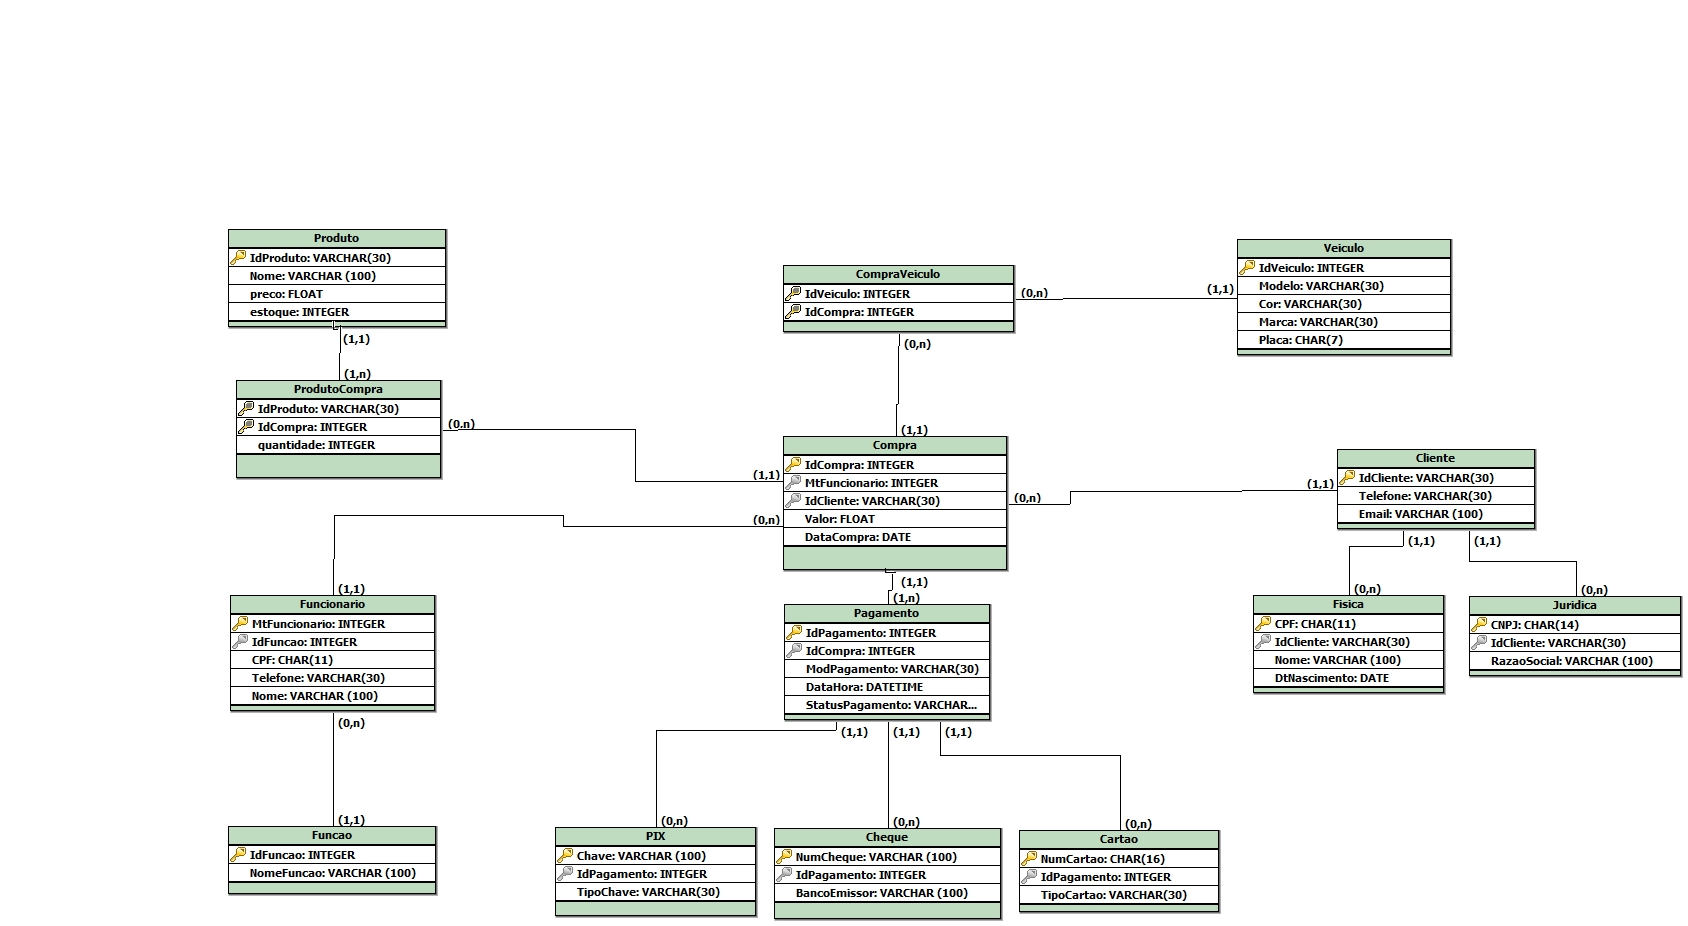 Produto
IdProduto: VARCHAR(30)
Nome: VARCHAR (100)
preco: FLOAT
estoque: INTEGER
(1,1)
(1,n)
ProdutoCompra
IdProduto: VARCHAR(30)
IdCompra: INTEGER
quantidade: INTEGER
(0,n)
(1,1)
CompraVeiculo
IdVeiculo: INTEGER
IdCompra: INTEGER
(0,n)
(1,1)
(0,n)
(1,1)
Veiculo
IdVeiculo: INTEGER
Modelo: VARCHAR(30)
Cor: VARCHAR(30)
Marca: VARCHAR(30)
Placa: CHAR(7)
Compra
IdCompra: INTEGER
MtFuncionario: INTEGER
IdCliente: VARCHAR(30)
Valor: FLOAT
DataCompra: DATE
(0,n)
(1,1)
(0,n)
(1,1)
Cliente
IdCliente: VARCHAR(30)
Telefone: VARCHAR(30)
Email: VARCHAR (100)
(1,1)
(1,1)
(0,n)
(0,n)
Funcionario
MtFuncionario: INTEGER
IdFuncao: INTEGER
CPF: CHAR(11)
Telefone: VARCHAR(30)
Nome: VARCHAR (100)
(0,n)
(1,1)
Funcao
IdFuncao: INTEGER
NomeFuncao: VARCHAR (100)
(1,1)
(1,n)
Pagamento
IdPagamento: INTEGER
IdCompra: INTEGER
ModPagamento: VARCHAR(30)
DataHora: DATETIME
StatusPagamento: VARCHAR...
(1,1)
(1,1)
(1,1)
(0,n)
(0,n)
(0,n)
PIX
Chave: VARCHAR (100)
IdPagamento: INTEGER
TipoChave: VARCHAR(30)
Cheque
NumCheque: VARCHAR (100)
IdPagamento: INTEGER
BancoEmissor: VARCHAR (100)
Cartao
NumCartao: CHAR(16)
IdPagamento: INTEGER
TipoCartao: VARCHAR(30)
Fisica
CPF: CHAR(11)
IdCliente: VARCHAR(30)
Nome: VARCHAR (100)
DtNascimento: DATE
Juridica
CNPJ: CHAR(14)
IdCliente: VARCHAR(30)
RazaoSocial: VARCHAR (100)